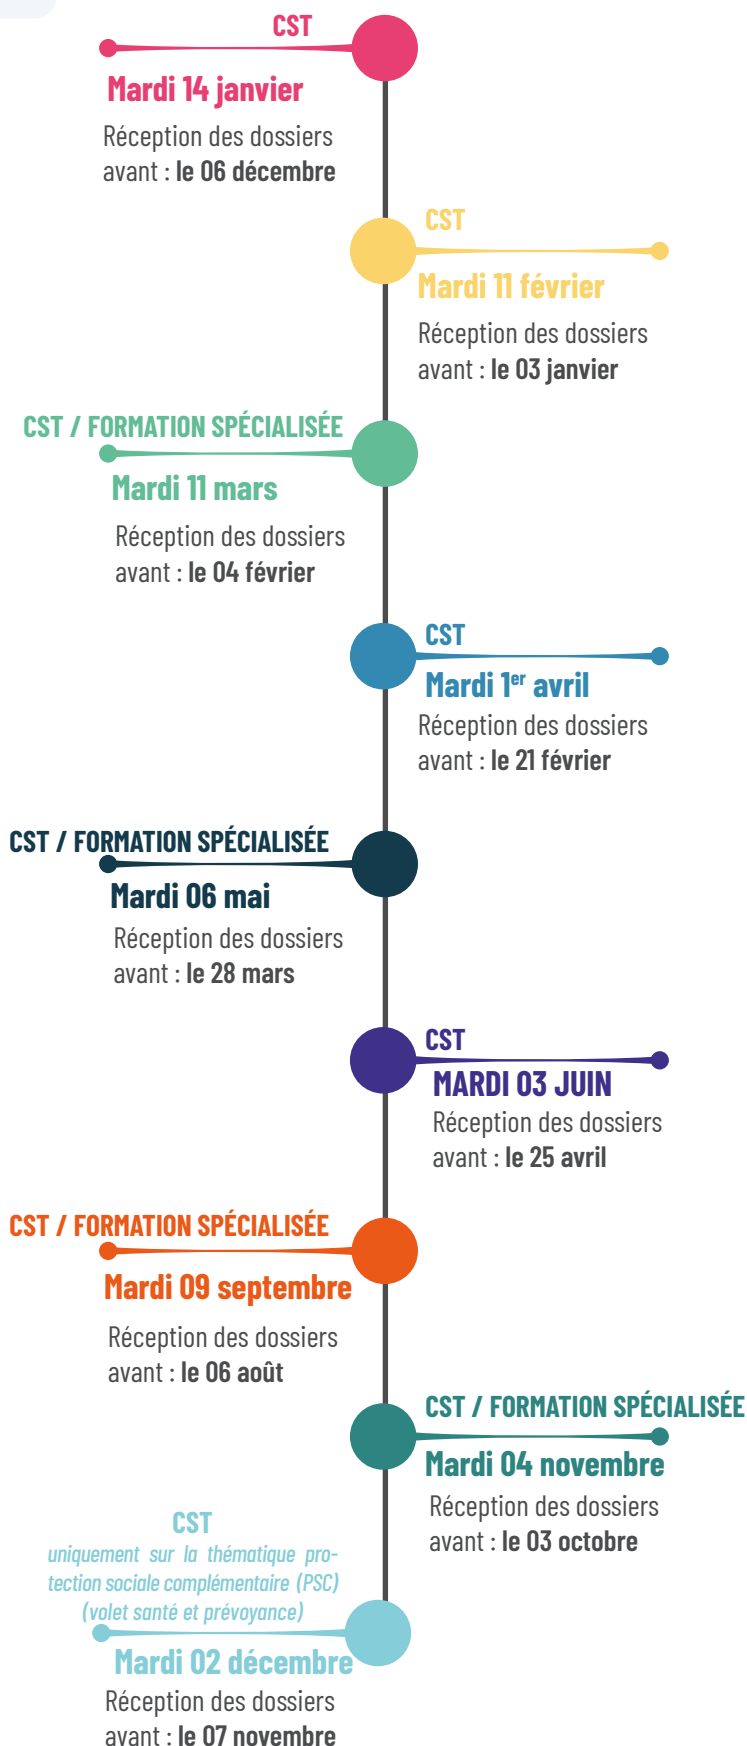 CST
Mardi 14 janvier
Réception des dossiers
avant : le 06 décembre
CST
Mardi 11 février
Réception des dossiers
avant : le 03 janvier
CST / FORMATION SPÉCIALISÉE
Mardi 11 mars
Réception des dossiers
avant : le 04 février
CST
Mardi 1er avril
Réception des dossiers
avant : le 21 février
CST / FORMATION SPÉCIALISÉE
Mardi 06 mai
Réception des dossiers
avant : le 28 mars
CST
MARDI 03 JUIN
Réception des dossiers
avant : le 25 avril
CST / FORMATION SPÉCIALISÉE
Mardi 09 septembre
Réception des dossiers
avant : le 06 août
CST / FORMATION SPÉCIALISÉE
Mardi 04 novembre
Réception des dossiers
avant : le 03 octobre
CST
uniquement sur la thématique pro-
tection sociale complémentaire (PSC)
(volet santé et prévoyance)
Mardi 02 décembre
Réception des dossiers
avant : le 07 novembre